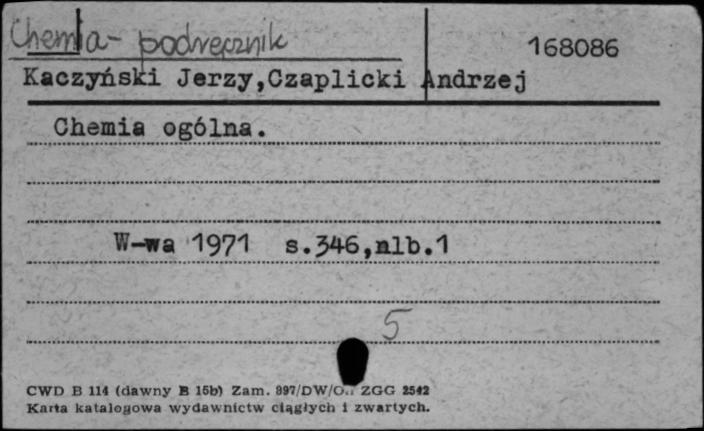 Chemia - podręcznik
168086
Kaczyński Jerzy,Czaplicki Andrzej
Chemia ogólna.
W-wa 1971 s.346,nlb.1
5
CWD B 114 (dawny B 15b) Zam. 997/DW/ ZGG 2542
Karta katalogowa wydawnictw ciągłych i zwartych.